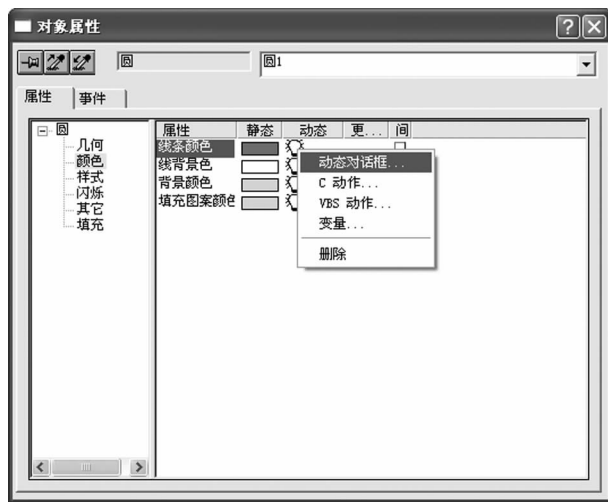 对象属性
圆 圆1
属性 事件
圆
几何
颜色
样式
闪烁
其它
填充
属性 静态 动态 更... 间
线条颜色
线背景色
背景颜色
填充图案颜色
动态对话框...
C 动作...
VBS 动作...
变量...
删除